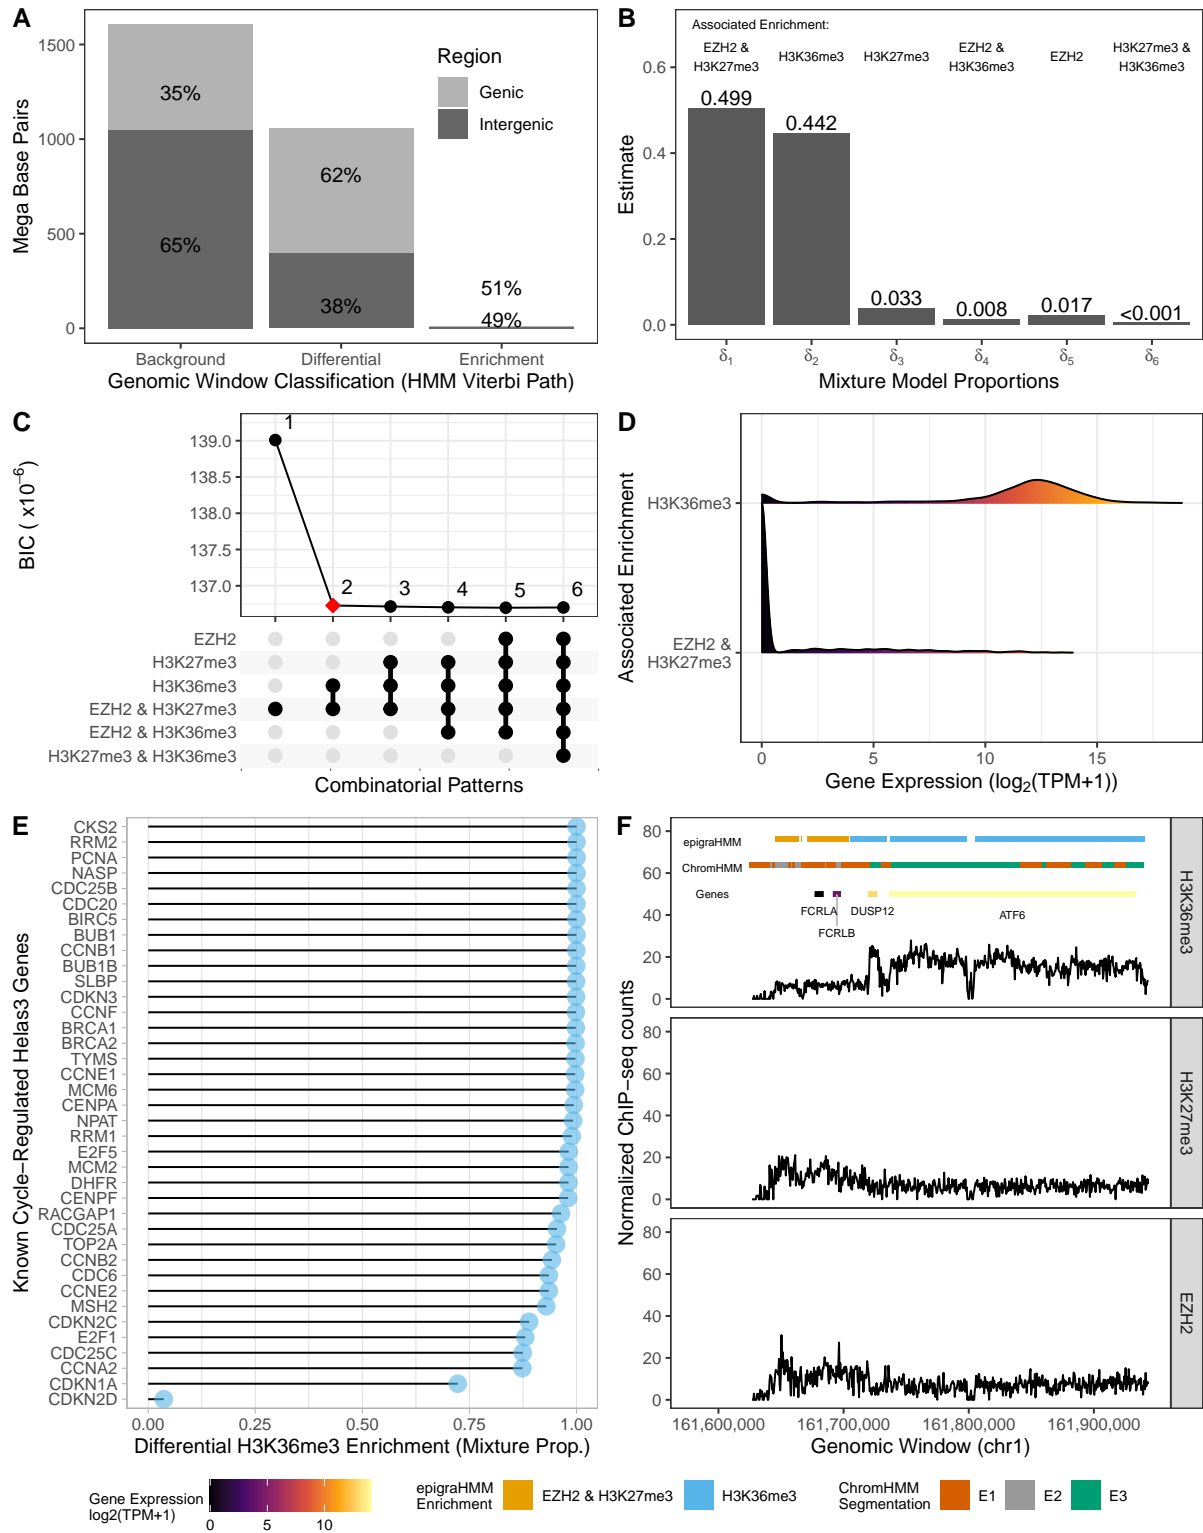 A
Mega Base Pairs
1500
1000
500
0
35%
65%
62%
38%
51%
49%
Region
Genic
Intergenic
Background
Differential
Enrichment
Genomic Window Classification (HMM Viterbi Path)
B
Associated Enrichment:
EZH2 &
H3K27me3
H3K36me3
H3K27me3
EZH2 &
H3K36me3
EZH2
H3K27me3 &
H3K36me3
Estimate
0.6
0.4
0.2
0.0
0.499
0.442
0.033
0.008
0.017
<0.001
δ1
δ2
δ3
δ4
δ5
δ6
Mixture Model Proportions
C
BIC ( x10−6)
139.0
138.5
138.0
137.5
137.0
1
2
3
4
5
6
EZH2
H3K27me3
H3K36me3
EZH2 & H3K27me3
EZH2 & H3K36me3
H3K27me3 & H3K36me3
Combinatorial Patterns
D
Associated Enrichment
H3K36me3
EZH2 &
H3K27me3
0
5
10
15
Gene Expression (log2(TPM+1))
E
Known Cycle−Regulated Helas3 Genes
CKS2
RRM2
PCNA
NASP
CDC25B
CDC20
BIRC5
BUB1
CCNB1
BUB1B
SLBP
CDKN3
CCNF
BRCA1
BRCA2
TYMS
CCNE1
MCM6
CENPA
NPAT
RRM1
E2F5
MCM2
DHFR
CENPF
RACGAP1
CDC25A
TOP2A
CCNB2
CDC6
CCNE2
MSH2
CDKN2C
E2F1
CDC25C
CCNA2
CDKN1A
CDKN2D
0.00
0.25
0.50
0.75
1.00
Differential H3K36me3 Enrichment (Mixture Prop.)
F
Normalized ChIP−seq counts
80
60
40
20
0
epigraHMM
ChromHMM
Genes
FCRLA
FCRLB
DUSP12
ATF6
H3K36me3
80
60
40
20
0
H3K27me3
80
60
40
20
0
EZH2
161,600,000
161,700,000
161,800,000
161,900,000
Genomic Window (chr1)
Gene Expression
log2(TPM+1)
0
5
10
epigraHMM
Enrichment
EZH2 & H3K27me3
H3K36me3
ChromHMM
Segmentation
E1
E2
E3